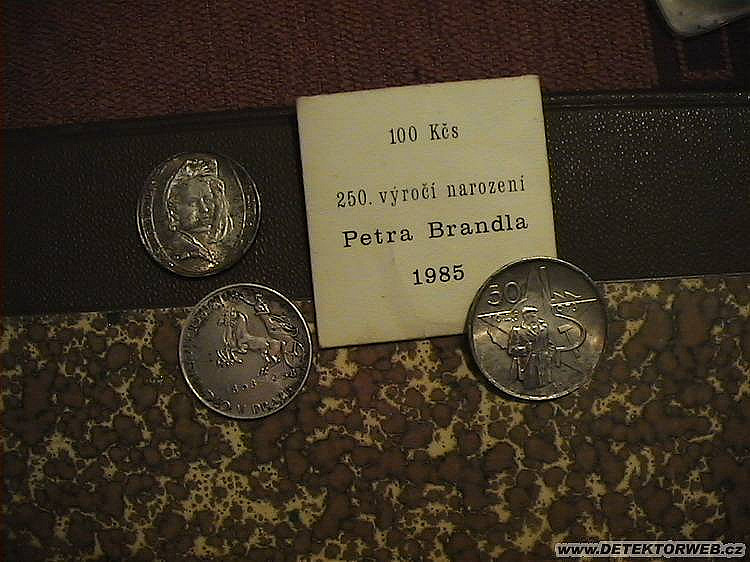 100 Kčs
250. výročí narození
Petra Brandla
1985
50
www.DETEKTORWEB.cz